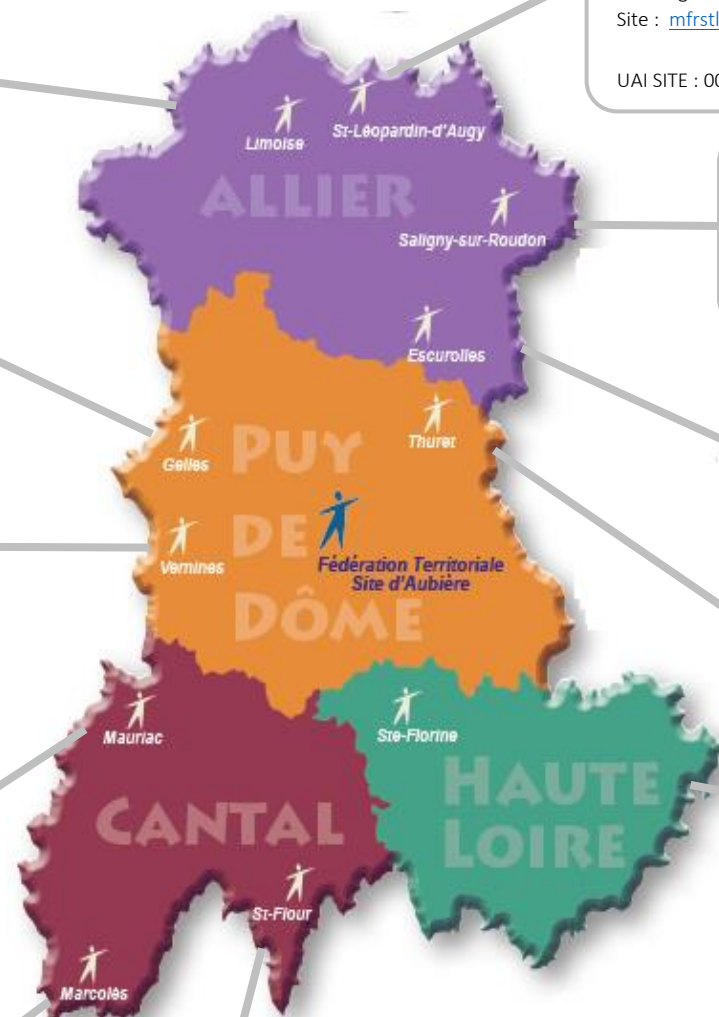 Site : mfrstl
UAI SITE : 00
Limoise
St-Léopardin-d'Augy
ALLIER
Saligny-sur-Roudon
Escurolles
Gelles
PUY
Thuret
Vernines
DE
Fédération Territoriale
Site d'Aubière
DÔME
Mauriac
Ste-Florine
HAUTE
CANTAL
LOIRE
St-Flour
Marcolès